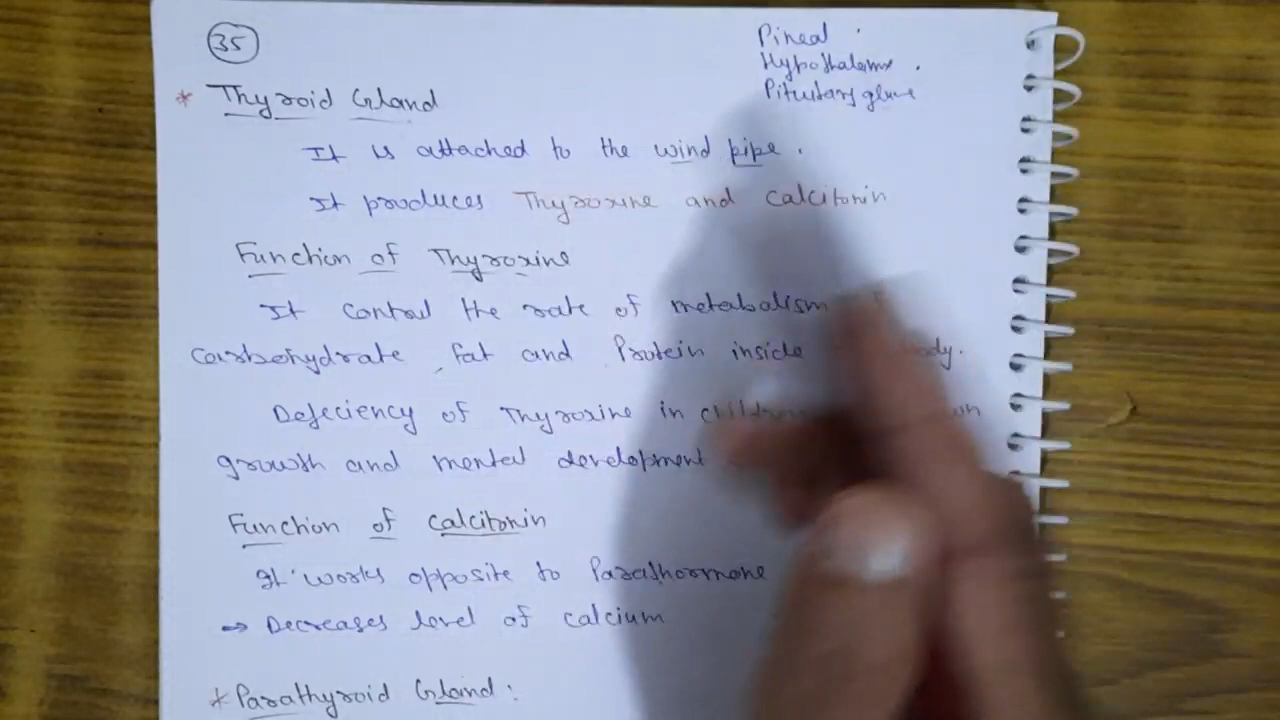 35
Pineal
Hypothalamx.
Pituitary
* Thyroid Gland
It is attached to the wind pipe.
It produces Thyroxine and calcitonin
Function of Thyroxine
It control the rate of metabolism
carbohydrate, fat and Protein inside
Defeciency of Thyroxine in
growth and mental development
Function of calcitonin
It works opposite to Parathormone
→ Decreases level of calcium
* Parathyroid Gland: